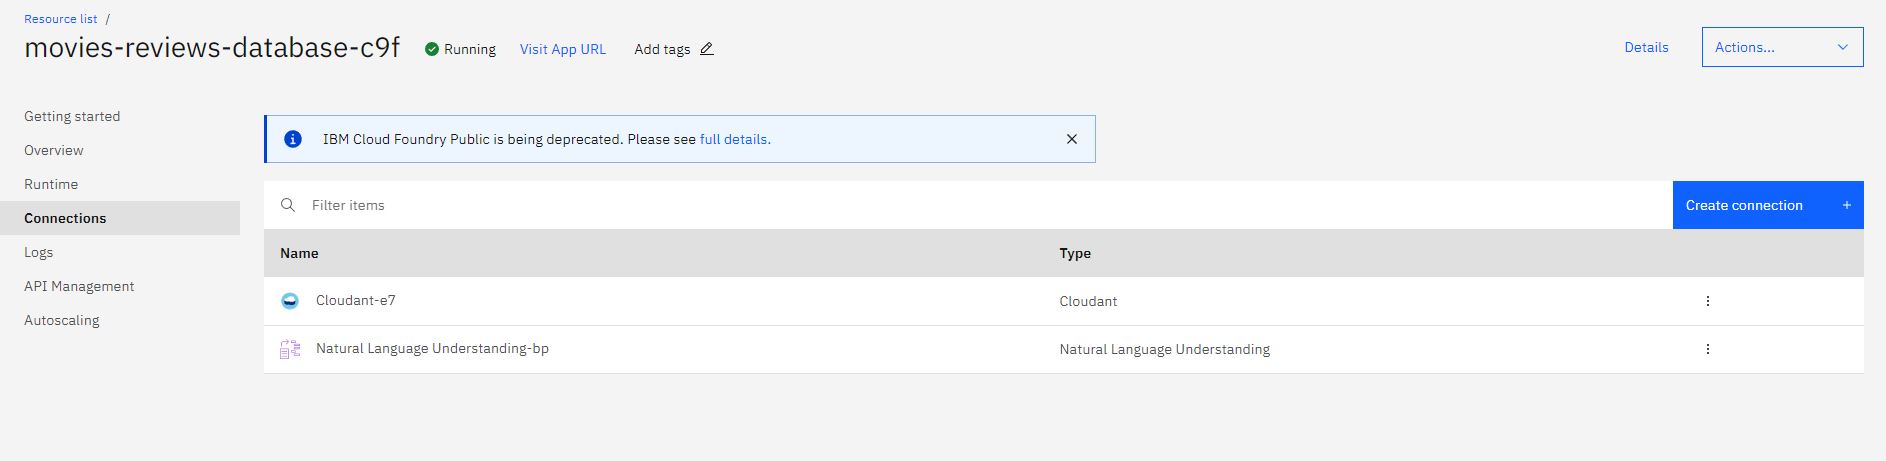 Resource list /
movies-reviews-database-c9f Running Visit App URL Add tags Details Actions...
Getting started
Overview
Runtime
Connections
Logs
API Management
Autoscaling
IBM Cloud Foundry Public is being deprecated. Please see full details.
Filter items Create connection +
Name Type
Cloudant-e7 Cloudant
Natural Language Understanding-bp Natural Language Understanding